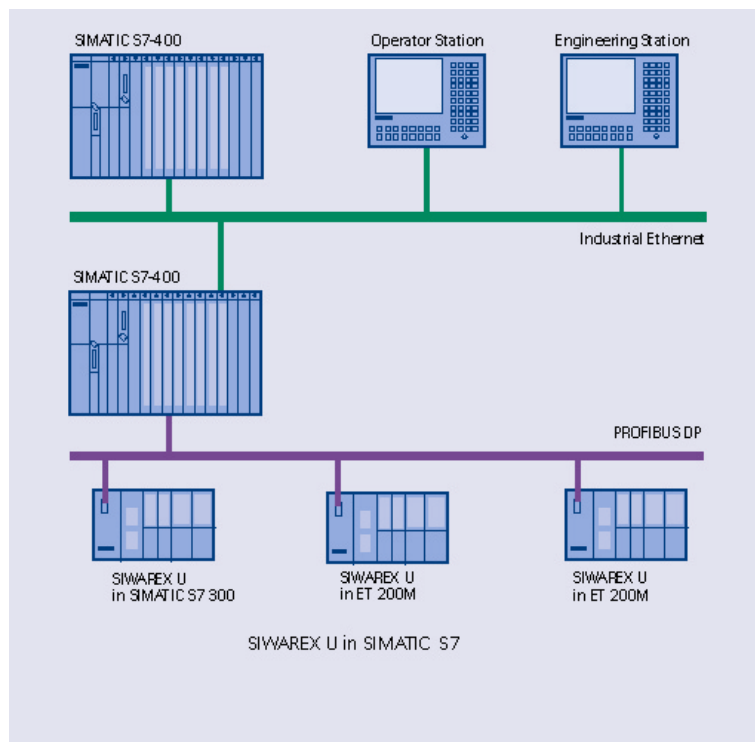 SIMATIC S7-400
Operator Station
Engineering Station
Industrial Ethernet
SIMATIC S7-400
PROFIBUS DP
SIWAREX U
in SIMATIC S7 300
SIWAREX U
in ET 200M
SIWAREX U
in ET 200M
SIWAREX U in SIMATIC S7